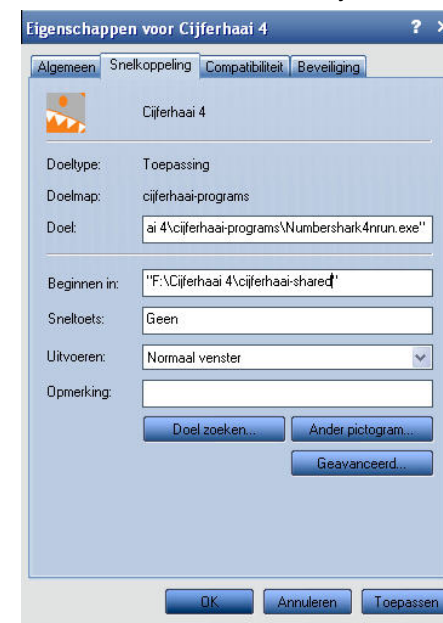 Eigenschappen voor Cijferhaai 4
Algemeen Snelkoppeling Compatibiliteit Beveiliging
Cijferhaai 4
Doeltype: Toepassing
Doelmap: cijferhaai-programs
Doel: ai 4\cijferhaai-programs\Numbershark4nrun.exe"
Beginnen in: "F:\Cijferhaai 4\cijferhaai-shared"
Sneltoets: Geen
Uitvoeren: Normaal venster
Opmerking:
Doel zoeken... Ander pictogram...
Geavanceerd...
OK Annuleren Toepassen